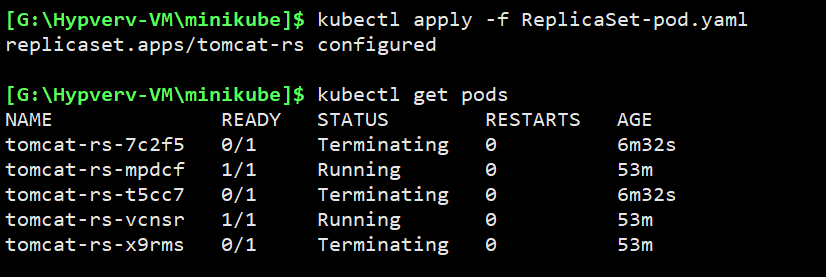 [G:\Hypverv-VM\minikube]$ kubectl apply -f ReplicaSet-pod.yaml
replicaset.apps/tomcat-rs configured
[G:\Hypverv-VM\minikube]$ kubectl get pods
NAME READY STATUS RESTARTS AGE
tomcat-rs-7c2f5 0/1 Terminating 0 6m32s
tomcat-rs-mpdcf 1/1 Running 0 53m
tomcat-rs-t5cc7 0/1 Terminating 0 6m32s
tomcat-rs-vcnsr 1/1 Running 0 53m
tomcat-rs-x9rms 0/1 Terminating 0 53m